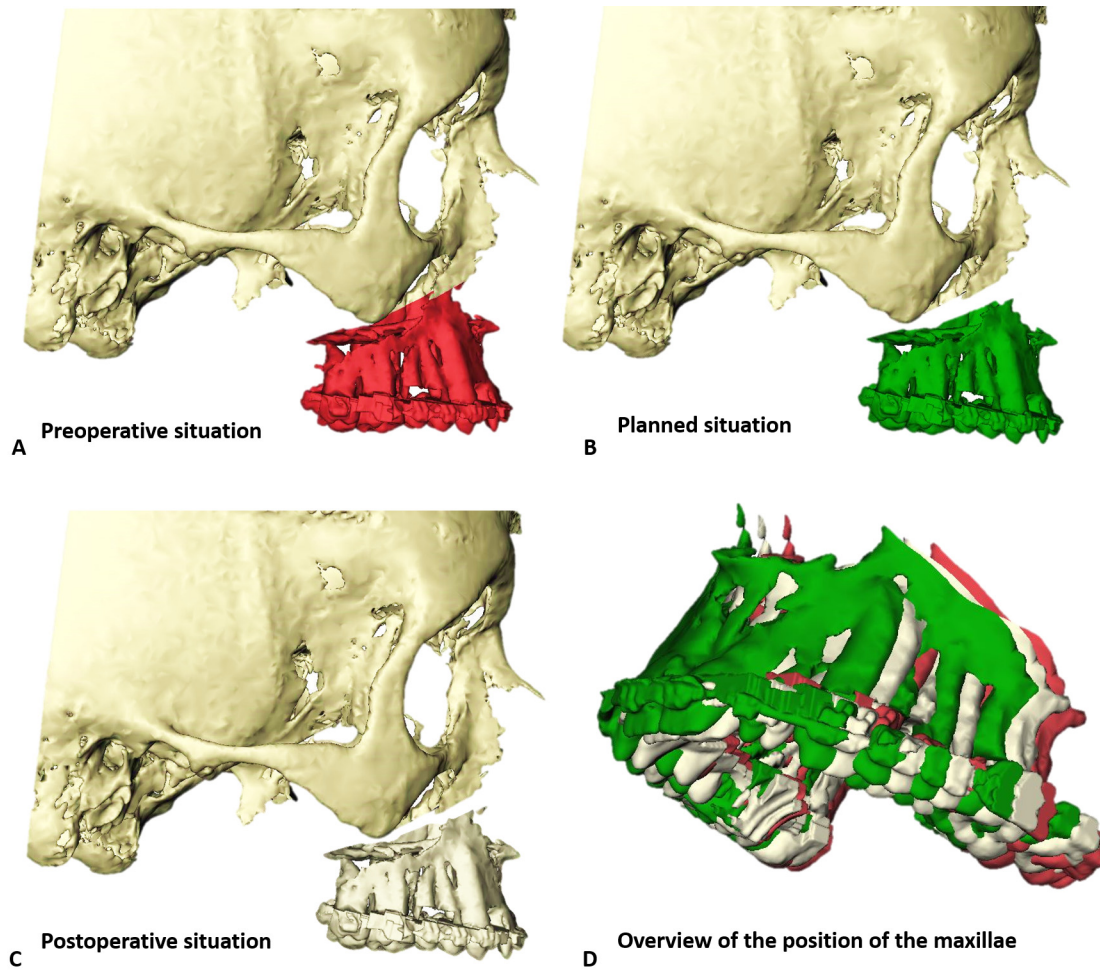 A Preoperative situation
B Planned situation
C Postoperative situation
D Overview of the position of the maxillae